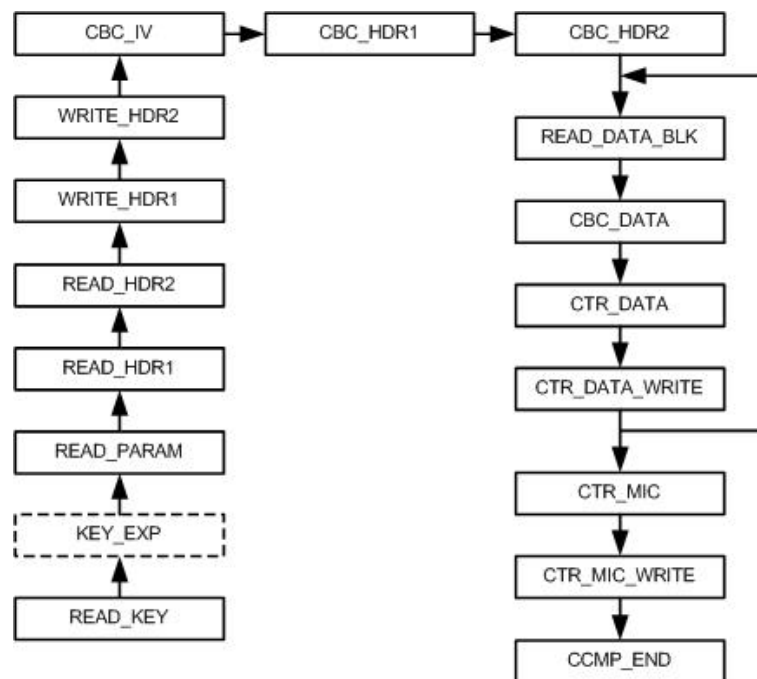 CBC_IV
CBC_HDR1
CBC_HDR2
WRITE_HDR2
READ_DATA_BLK
WRITE_HDR1
CBC_DATA
READ_HDR2
CTR_DATA
READ_HDR1
CTR_DATA_WRITE
READ_PARAM
CTR_MIC
KEY_EXP
CTR_MIC_WRITE
READ_KEY
CCMP_END